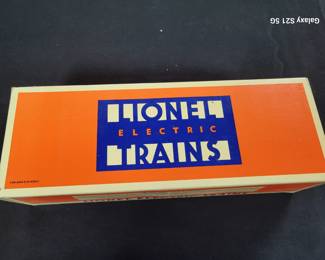 Galaxy S21 5G
LIONEL
ELECTRIC
TRAINS